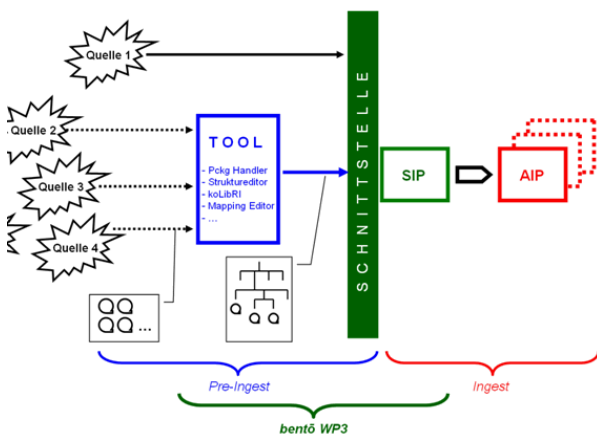 Quelle 1
Quelle 2
Quelle 3
Quelle 4
TOOL
- Pckg Handler
- Struktureditor
- koLibRI
- Mapping Editor
- ...
...
SCHNITTSTELLE
SIP
AIP
Pre-Ingest
Ingest
bentō WP3